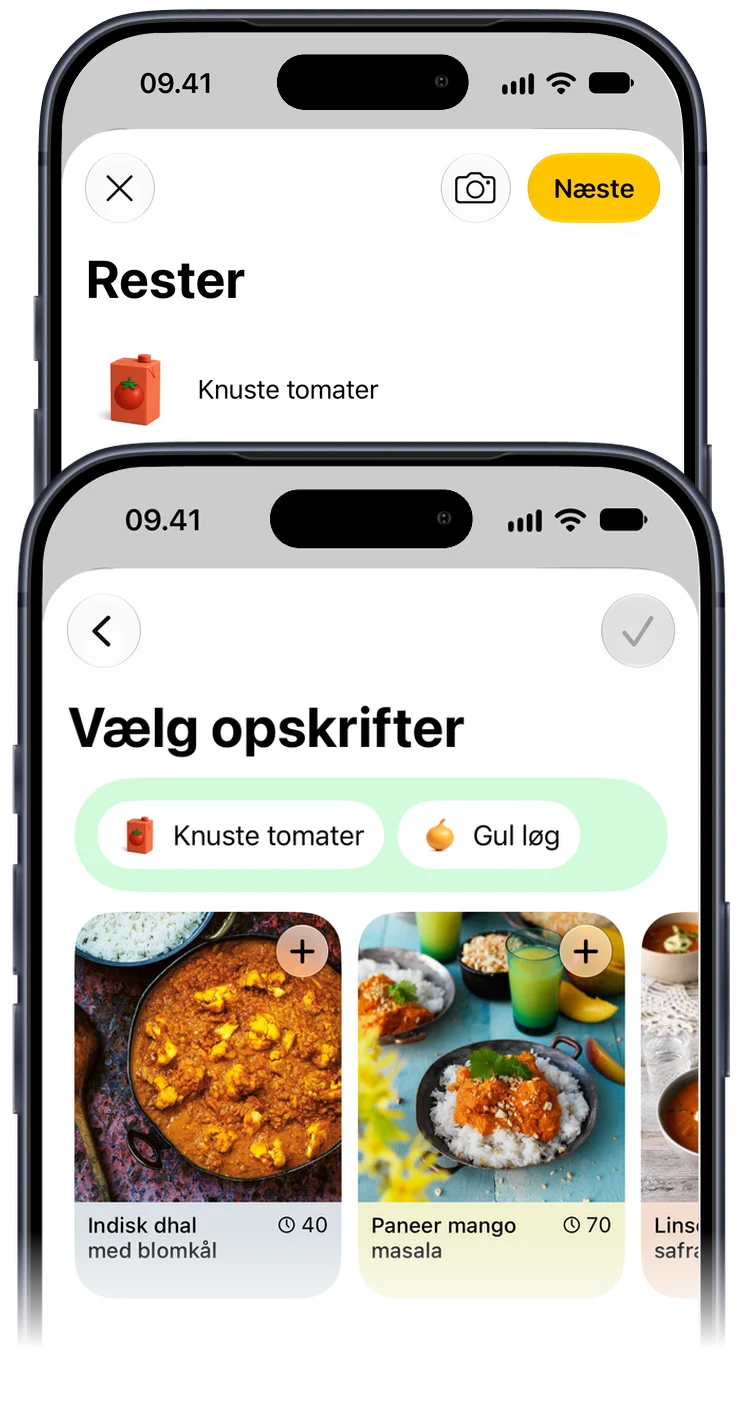 09.41
Næste
Rester
Knuste tomater
09.41
Vælg opskrifter
Knuste tomater
Gul løg
Indisk dhal
40
med blomkål
Paneer mango
70
masala